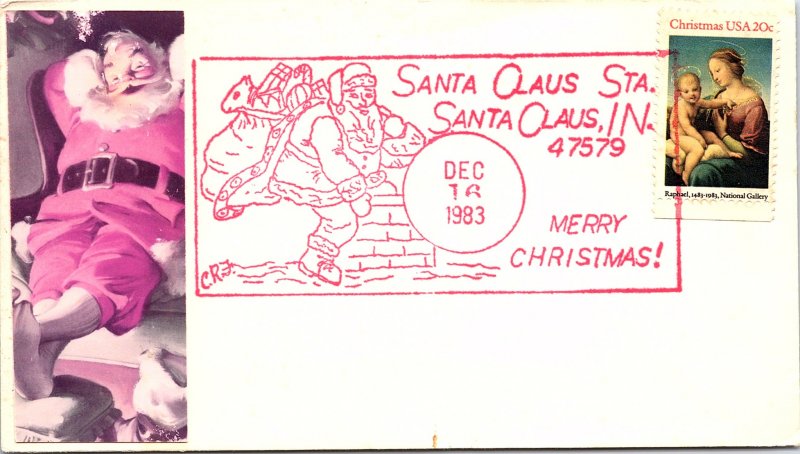 Christmas USA 20c
SANTA CLAUS STA.
SANTA CLAUS, IN.
47579
DEC
16
1983
MERRY
CHRISTMAS!
C.R.J.
Raphael, 1483-1983, National Gallery